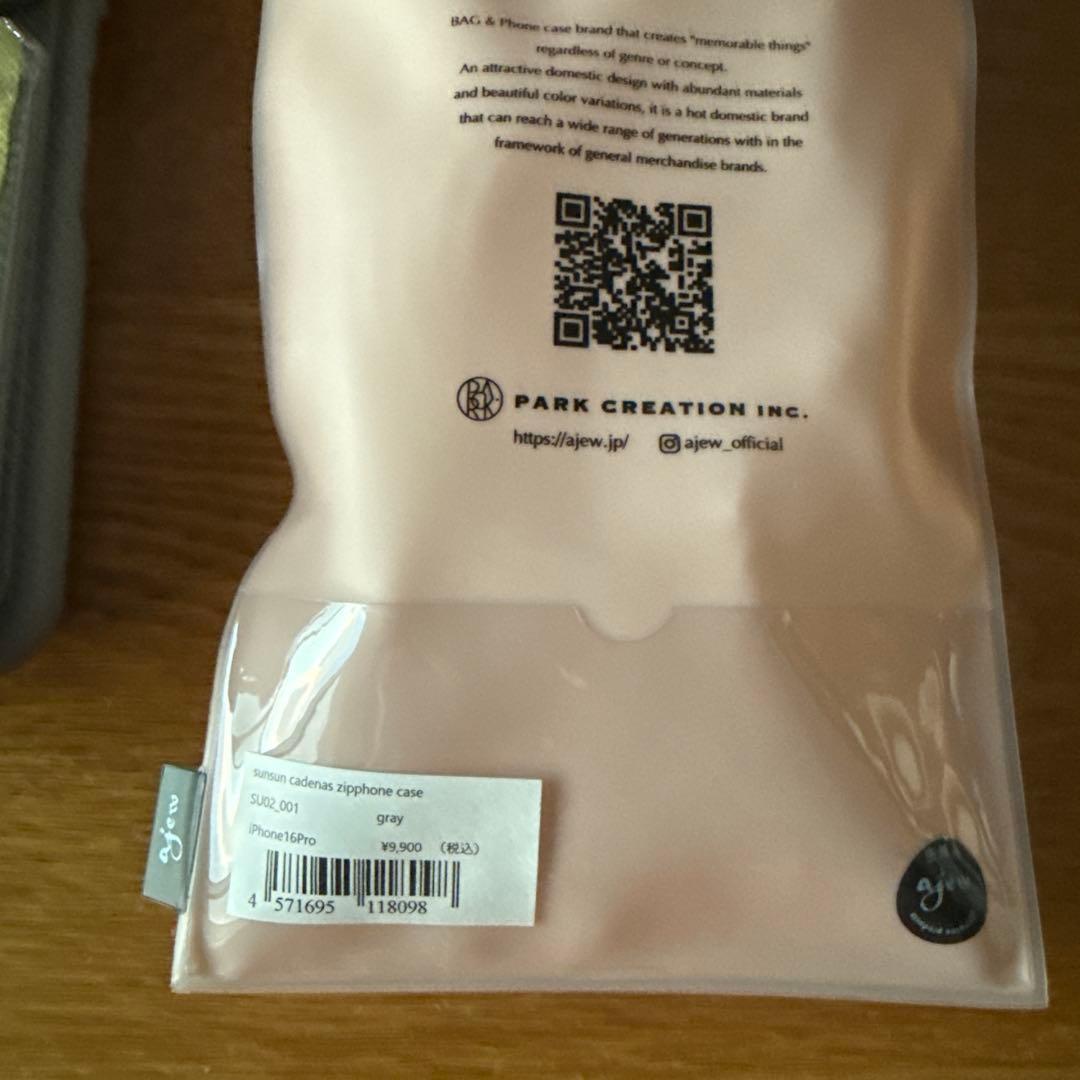 BAG & Phone case brand that creates "memorable things"
regardless of genre or concept.
An attractive domestic design with abundant materials
and beautiful color variations, it is a hot domestic brand
that can reach a wide range of generations with in the
framework of general merchandise brands.
PARK
PARK CREATION INC.
https://ajew.jp/ ajew_official
sunsun cadenas zipphone case
SU02_001
gray
iPhone16Pro
¥9,900 (税込)
4 571695 118098
ajew
ajew